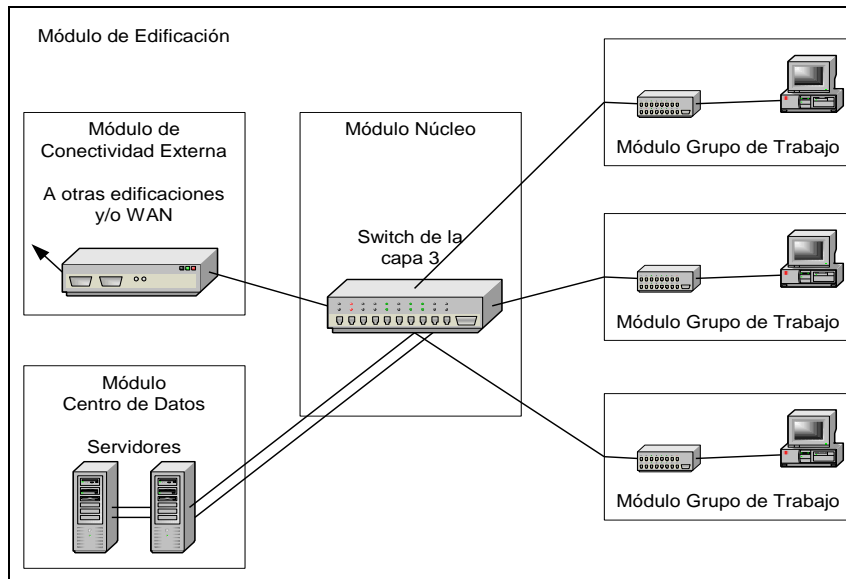 Módulo de Edificación
Módulo de
Conectividad Externa
A otras edificaciones
y/o WAN
Módulo Núcleo
Switch de la
capa 3
Módulo
Centro de Datos
Servidores
Módulo Grupo de Trabajo
Módulo Grupo de Trabajo
Módulo Grupo de Trabajo